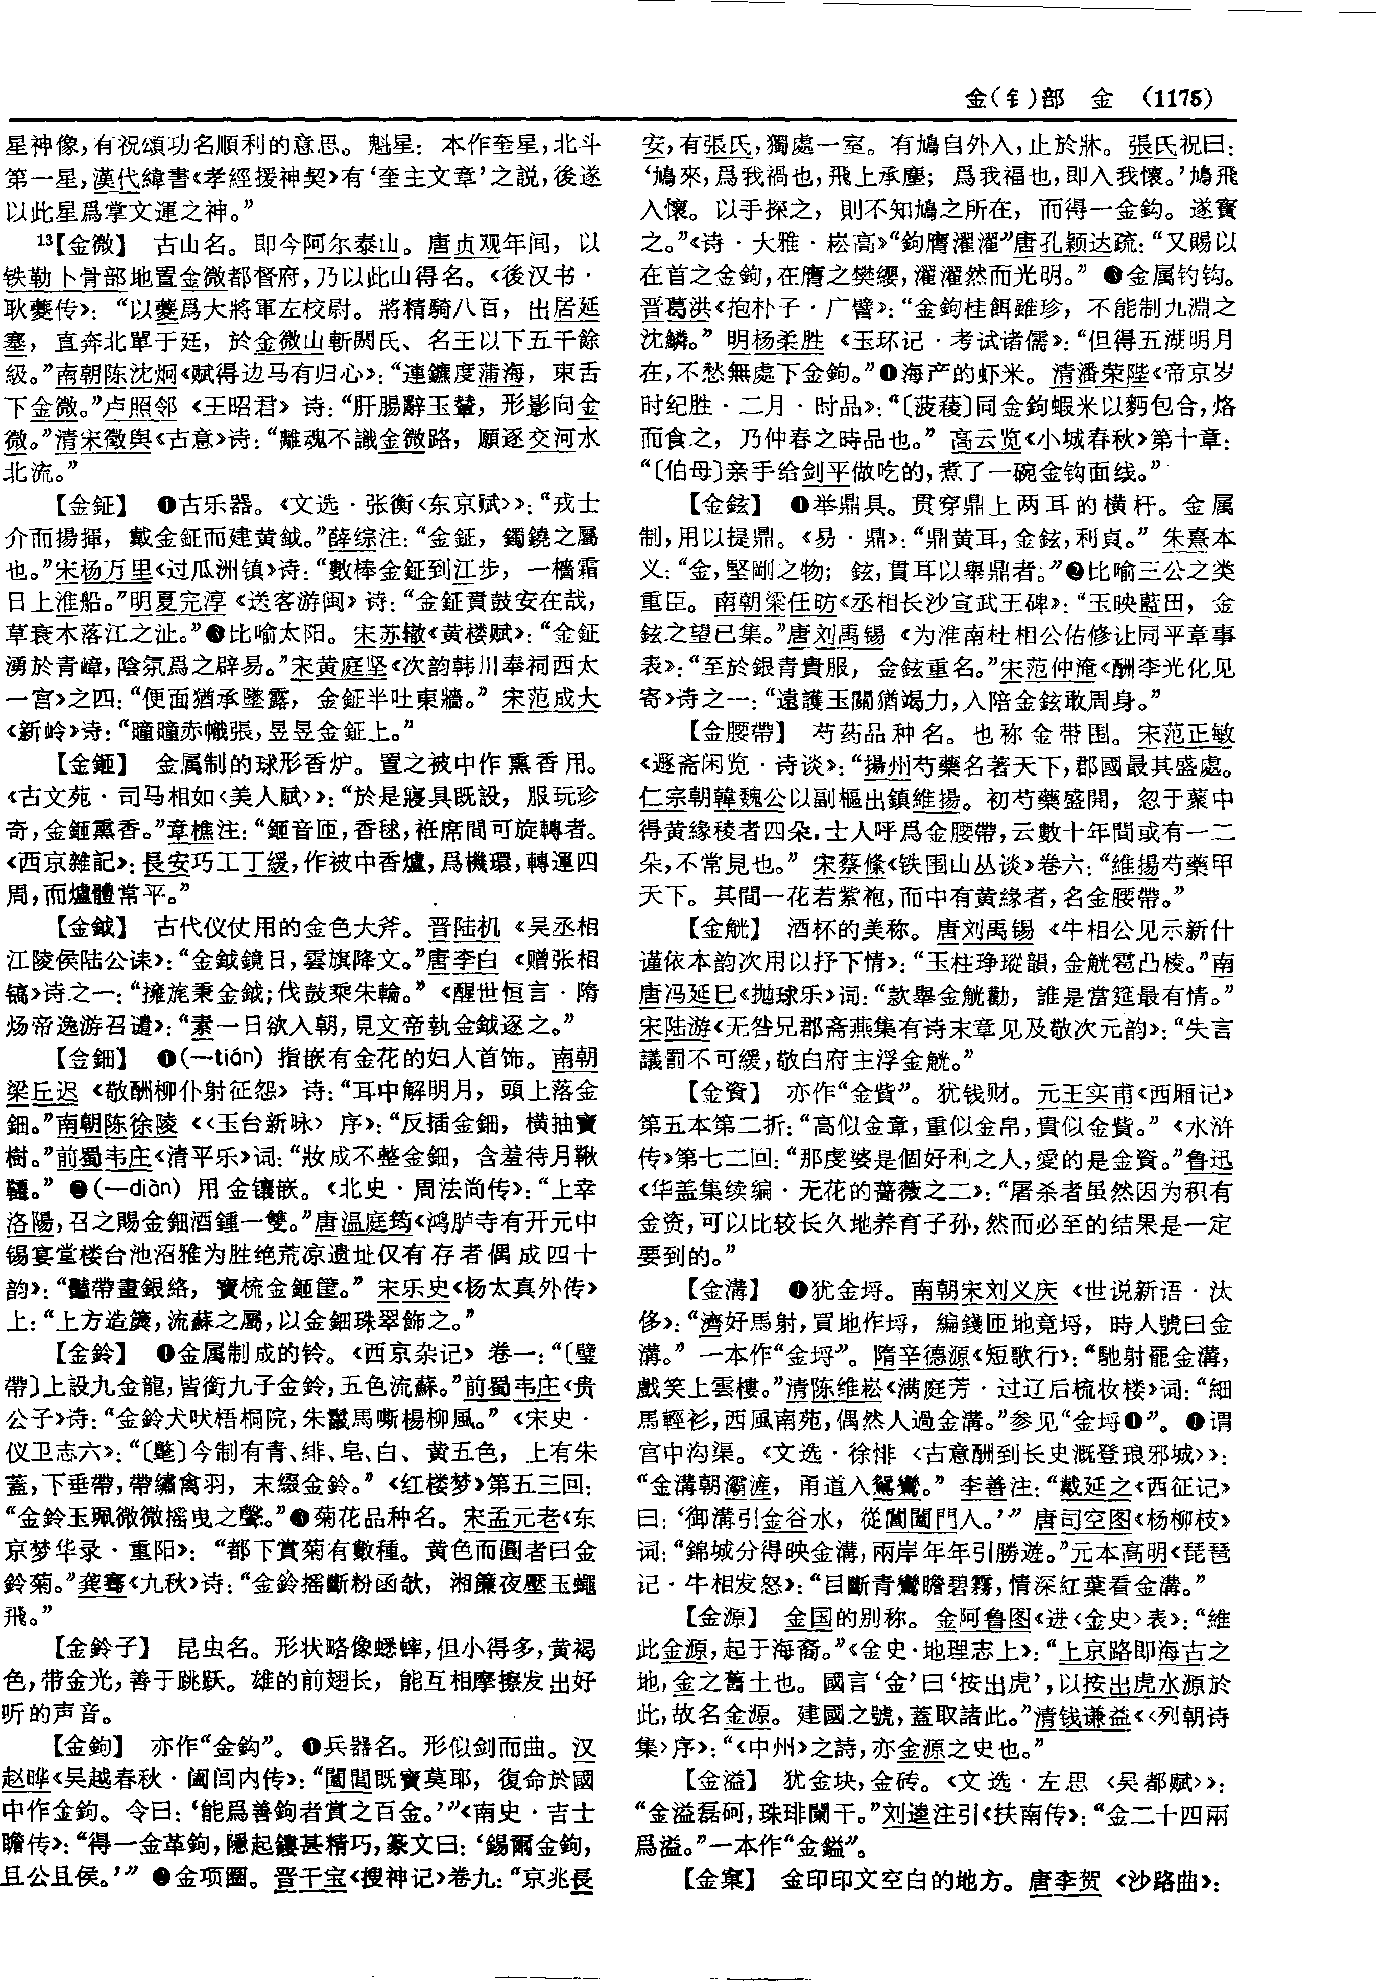 金(钅)部　金　(1175)
星神像,有祝頌功名順利的意思。魁星：本作奎星,北斗
第一星,漢代緯書《孝經援神契》有‘奎主文章’之説,後遂
以此星爲掌文運之神。”
13【金微】　古山名。即今阿尔泰山。唐贞观年间，以
铁勒卜骨部地置金微都督府,乃以此山得名。《後汉书·
耿夔传》：“以夔爲大將軍左校尉。將精騎八百，出居延
塞，直奔北單于廷，於金微山斬閼氏、名王以下五千餘
級。”南朝陈沈炯《赋得边马有归心》：“連鑣度蒲海，束舌
下金微。”卢照邻《王昭君》诗：“肝腸辭玉輦，形影向金
微。”清宋徵舆《古意》诗：“離魂不識金微路，願逐交河水
北流。”
【金鉦】　❶古乐器。《文选·张衡〈东京赋〉》：“戎士
介而揚揮，戴金鉦而建黄鉞。”薛综注：“金鉦，鐲鐃之屬
也。”宋杨万里《过瓜洲镇》诗：“數棒金鉦到江步，一檣霜
日上淮船。”明夏完淳《送客游闽》诗：“金鉦賁鼓安在哉，
草衰木落江之沚。”❷比喻太阳。宋苏辙《黄楼赋》：“金鉦
湧於青嶂,陰氛爲之辟易。”宋黄庭坚《次韵韩川奉祠西太
一宫》之四：“便面猶承墜露，金鉦半吐東牆。”宋范成大
《新岭》诗：“曈曈赤幟張,昱昱金鉦上。”
【金鉔】　金属制的球形香炉。置之被中作熏香用。
《古文苑·司马相如〈美人赋〉》：“於是寢具既設，服玩珍
奇,金鉔薰香。”章樵注：“鉔音匝,香毬,袵席間可旋轉者。
《西京雜記》：長安巧工丁緩,作被中香爐,爲機環,轉運四
周,而爐體常平。”
【金鉞】　古代仪仗用的金色大斧。晋陆机《吴丞相
江陵侯陆公诔》：“金鉞鏡日,雲旗降文。”唐李白《赠张相
镐》诗之一：“擁旄秉金鉞;伐鼓乘朱輪。”《醒世恒言·隋
炀帝逸游召谴》：“素一日欲入朝,見文帝執金鉞逐之。”
【金鈿】　❶(—tián)指嵌有金花的妇人首饰。南朝
梁丘迟《敬酬柳仆射征怨》诗：“耳中解明月，頭上落金
鈿。”南朝陈徐陵《〈玉台新咏〉序》：“反插金鈿，横抽寶
樹。”前蜀韦庄《清平乐》词：“妝成不整金鈿，含羞待月鞦
韆。”❷(—diàn)用金镶嵌。《北史·周法尚传》：“上幸
洛陽,召之賜金鈿酒鍾一雙。”唐温庭筠《鸿胪寺有开元中
锡宴堂楼台池沼雅为胜绝荒凉遗址仅有存者偶成四十
韵》：“豔帶畫銀絡，寳梳金鈿筐。”宋乐史《杨太真外传》
上：“上方造簴,流蘇之屬,以金鈿珠翠飾之。”
【金鈴】　❶金属制成的铃。《西京杂记》卷一：“〔璧
帶〕上設九金龍,皆銜九子金鈴,五色流蘇。”前蜀韦庄《贵
公子》诗：“金鈴犬吠梧桐院,朱鬣馬嘶楊柳風。”《宋史·
仪卫志六》：“〔氅〕今制有青、緋、皂、白、黄五色，上有朱
蓋,下垂帶,帶繡禽羽，末綴金鈴。”《红楼梦》第五三回：
“金鈴玉珮微微摇曳之聲。”❷菊花品种名。宋孟元老《东
京梦华录·重阳》：“都下賞菊有數種。黄色而圓者曰金
鈴菊。”龚骞《九秋》诗：“金鈴摇斷粉函欹，湘簾夜壓玉蠅
飛。”
【金鈴子】　昆虫名。形状略像蟋蟀,但小得多,黄褐
色,带金光,善于跳跃。雄的前翅长，能互相摩擦发出好
听的声音。
【金鉤】　亦作“金鈎”。❶兵器名。形似剑而曲。汉
赵晔《吴越春秋·阖闾内传》：“闔閭既寳莫耶，復命於國
中作金鉤。令曰：‘能爲善鉤者賞之百金。’”《南史·吉士
瞻传》：“得一金革鉤,隱起鏤甚精巧,篆文曰：‘錫爾金鉤,
且公且侯。’”❷金项圈。晋干宝《搜神记》卷九：“京兆長
安,有張氏,獨處一室。有鳩自外入,止於牀。張氏祝曰：
‘鳩來,爲我禍也,飛上承塵；爲我福也,即入我懷。’鳩飛
入懷。以手探之，則不知鳩之所在，而得一金鉤。遂寳
之。”《诗·大雅·崧高》“鉤膺濯濯”唐孔颖达疏：“又賜以
在首之金鉤,在膺之樊纓,濯濯然而光明。”❸金属钓钩。
晋葛洪《抱朴子·广譬》：“金鉤桂餌雖珍，不能制九淵之
沈鱗。”明杨柔胜《玉环记·考试诸儒》：“但得五湖明月
在,不愁無處下金鉤。”❹海产的虾米。清潘荣陛《帝京岁
时纪胜·二月·时品》：“〔菠薐〕同金鉤蝦米以麪包合,烙
而食之，乃仲春之時品也。”高云览《小城春秋》第十章：
“〔伯母〕亲手给剑平做吃的,煮了一碗金钩面线。”
【金鉉】　❶举鼎具。贯穿鼎上两耳的横杆。金属
制,用以提鼎。《易·鼎》：“鼎黄耳,金鉉,利貞。”朱熹本
义：“金,堅剛之物；鉉,貫耳以舉鼎者。”❷比喻三公之类
重臣。南朝梁任昉《丞相长沙宣武王碑》：“玉映藍田，金
鉉之望已集。”唐刘禹锡《为淮南杜相公佑修让同平章事
表》：“至於銀青貴服，金鉉重名。”宋范仲淹《酬李光化见
寄》诗之一：“遠護玉關猶竭力,入陪金鉉敢周身。”
【金腰帶】　芍药品种名。也称金带围。宋范正敏
《遯斋闲览·诗谈》：“揚州芍藥名著天下,郡國最其盛處。
仁宗朝韓魏公以副樞出鎮維揚。初芍藥盛開，忽于叢中
得黄緣稜者四朵,士人呼爲金腰帶,云數十年間或有一二
朵,不常見也。”宋蔡絛《铁围山丛谈》卷六：“維揚芍藥甲
天下。其間一花若紫袍,而中有黄緣者,名金腰帶。”
【金觥】　酒杯的美称。唐刘禹锡《牛相公见示新什
谨依本韵次用以抒下情》：“玉柱琤瑽韻,金觥雹凸棱。”南
唐冯延巳《抛球乐》词：“款舉金觥勸，誰是當筵最有情。”
宋陆游《无咎兄郡斋燕集有诗末章见及敬次元韵》：“失言
議罰不可緩,敬白府主浮金觥。”
【金資】　亦作“金貲”。犹钱财。元王实甫《西厢记》
第五本第二折：“高似金章,重似金帛,貴似金貲。”《水浒
传》第七二回：“那虔婆是個好利之人,愛的是金資。”鲁迅
《华盖集续编·无花的蔷薇之二》：“屠杀者虽然因为积有
金资,可以比较长久地养育子孙,然而必至的结果是一定
要到的。”
【金溝】　❶犹金埒。南朝宋刘义庆《世说新语·汰
侈》：“濟好馬射,買地作埒，編錢匝地竟埒，時人號曰金
溝。”一本作“金埒”。隋辛德源《短歌行》：“馳射罷金溝,
戲笑上雲樓。”清陈维崧《满庭芳·过辽后梳妆楼》词：“細
馬輕衫,西風南苑,偶然人過金溝。”参见“金埒❶”。❷谓
宫中沟渠。《文选·徐悱〈古意酬到长史溉登琅邪城〉》：
“金溝朝灞滻，甬道入鴛鸞。”李善注：“戴延之《西征记》
曰：‘御溝引金谷水，從閶闔門入。’”唐司空图《杨柳枝》
词：“錦城分得映金溝,兩岸年年引勝遊。”元本高明《琵琶
记·牛相发怒》：“目斷青鸞瞻碧霧,情深紅葉看金溝。”
【金源】　金国的别称。金阿鲁图《进〈金史〉表》：“維
此金源,起于海裔。”《金史·地理志上》：“上京路即海古之
地,金之舊土也。國言‘金’曰‘按出虎’,以按出虎水源於
此,故名金源。建國之號,蓋取諸此。”清钱谦益《〈列朝诗
集〉序》：“《中州》之詩,亦金源之史也。”
【金溢】　犹金块,金砖。《文选·左思〈吴都赋〉》：
“金溢磊砢,珠琲闌干。”刘逵注引《扶南传》：“金二十四兩
爲溢。”一本作“金鎰”。
【金窠】　金印印文空白的地方。唐李贺《沙路曲》：